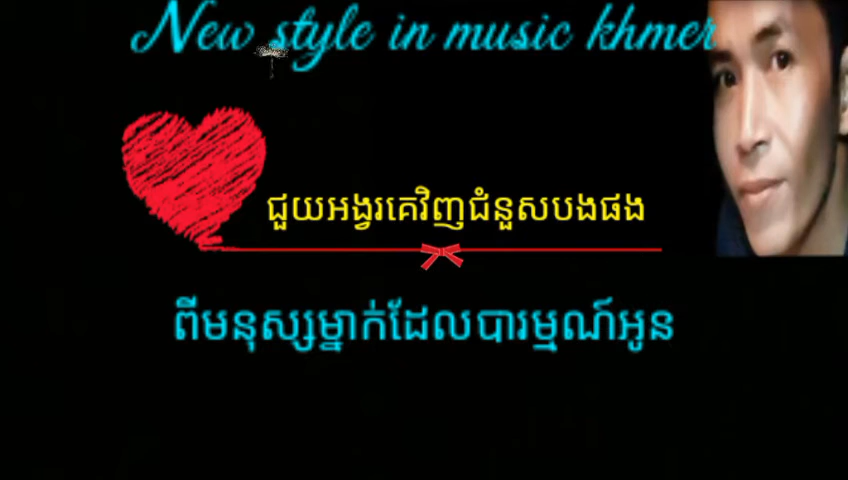 New style in music khmer
ជួយអង្វរគេវិញជំនួសបងផង
ពីមនុស្សម្នាក់ដែលបារម្មណ៍អូន